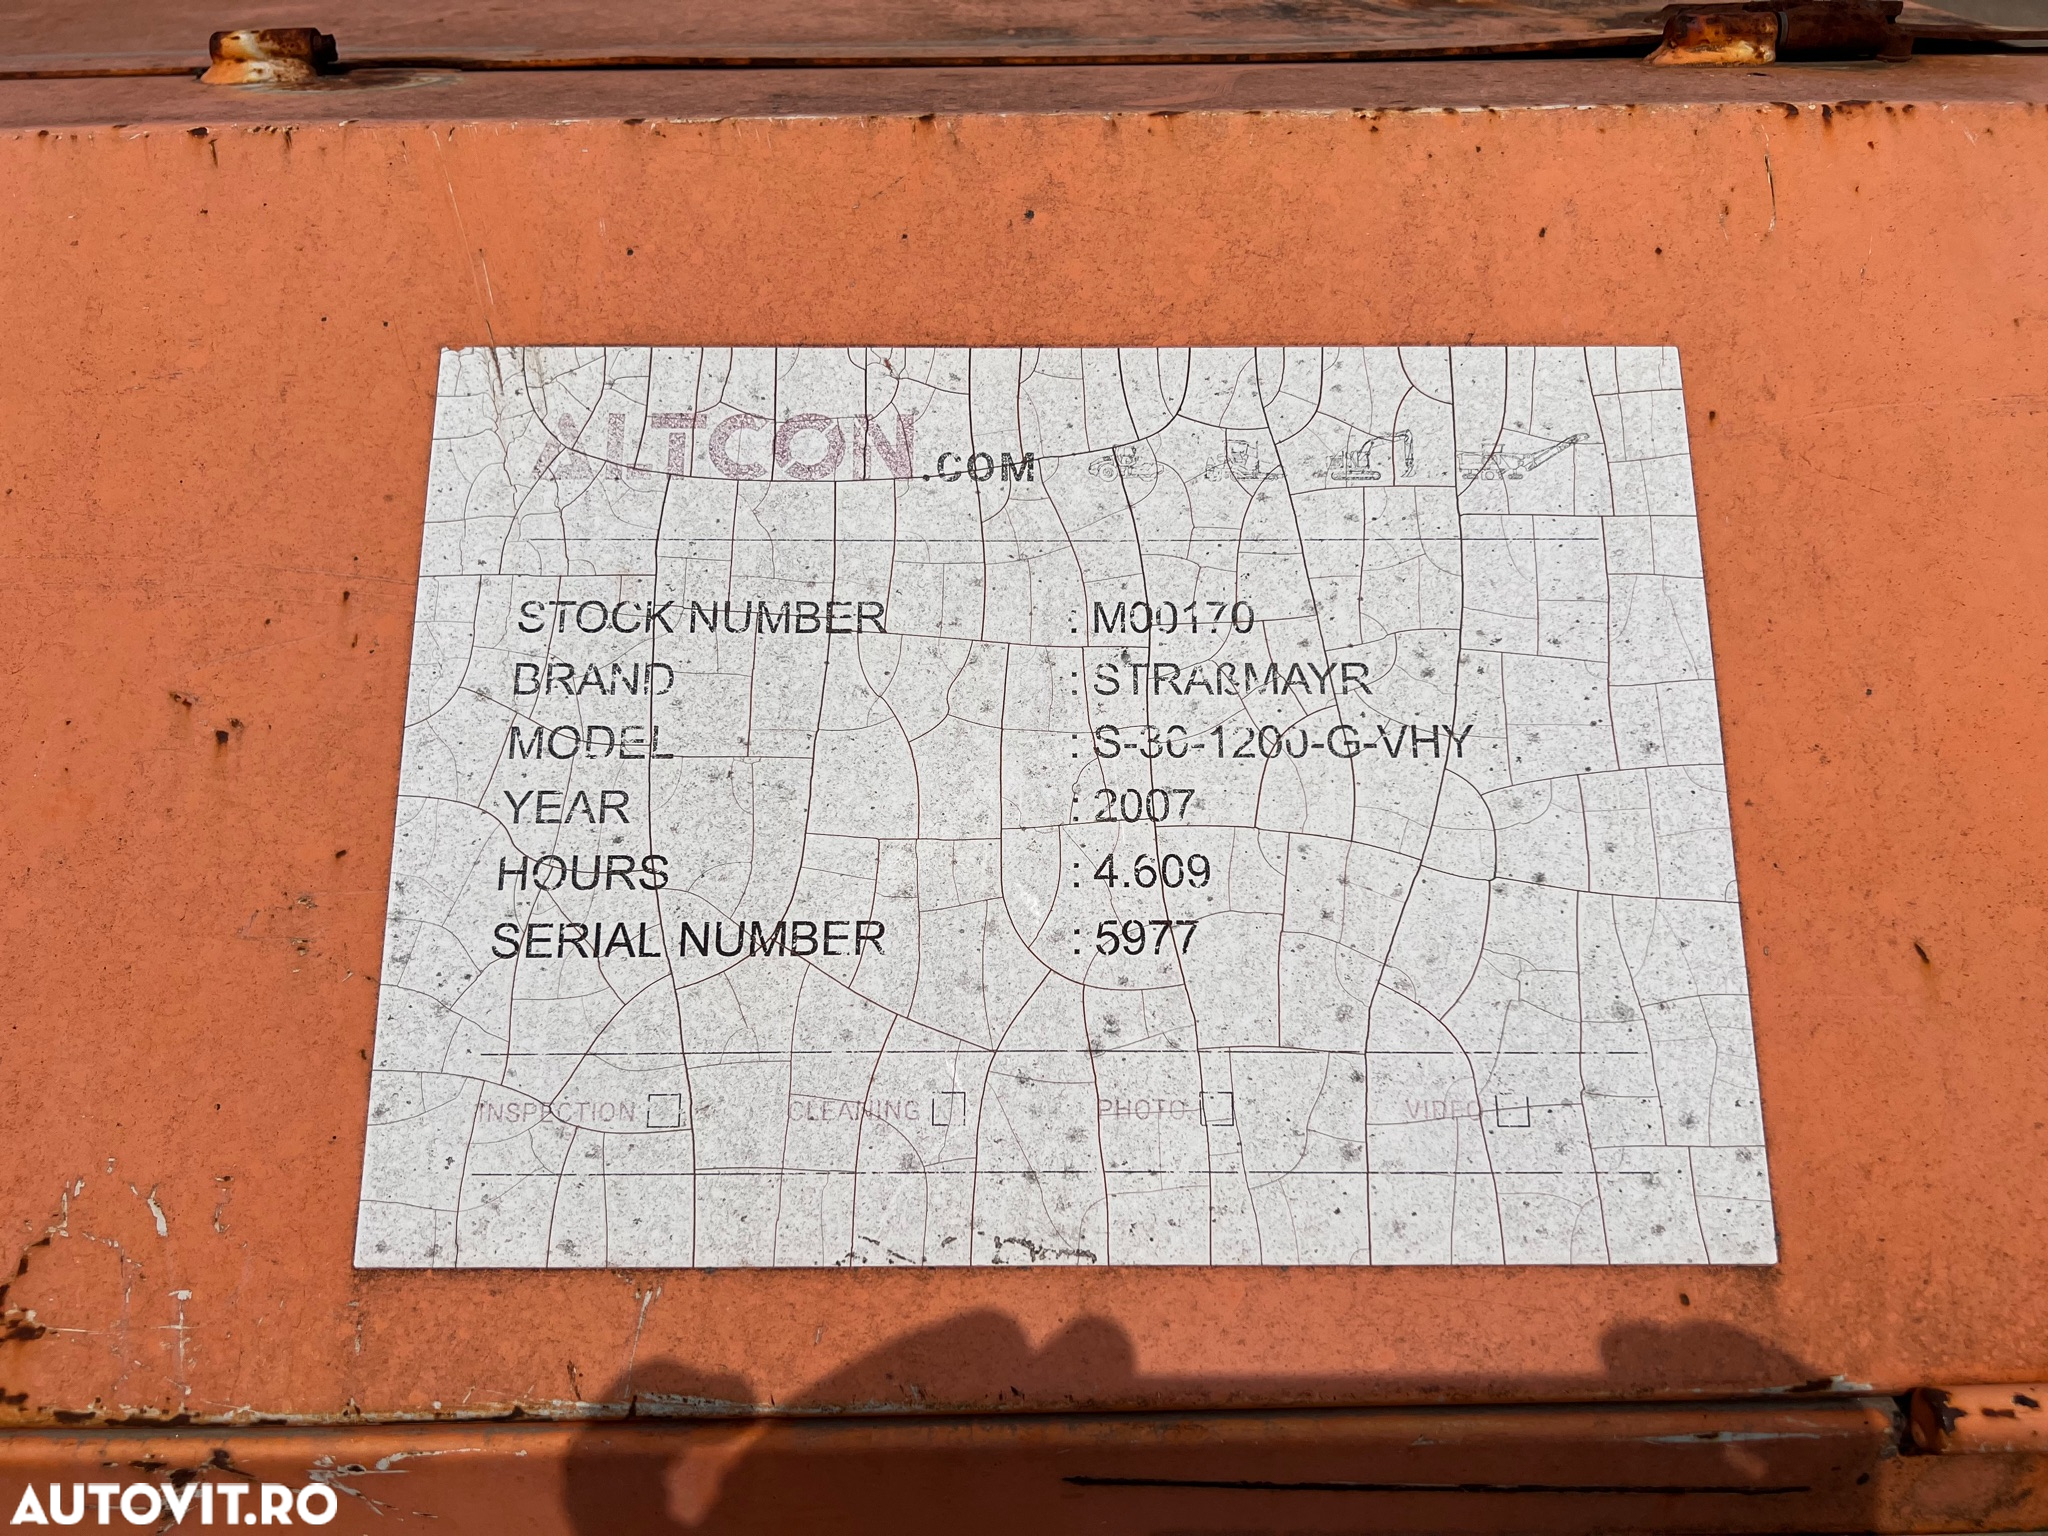 ALTCON.COM
STOCK NUMBER : M00170
BRAND : STRAßMAYR
MODEL : S-30-1200-G-VHY
YEAR : 2007
HOURS : 4.609
SERIAL NUMBER : 5977
INSPECTION CLEANING PHOTO VIDEO
AUTOVIT.RO